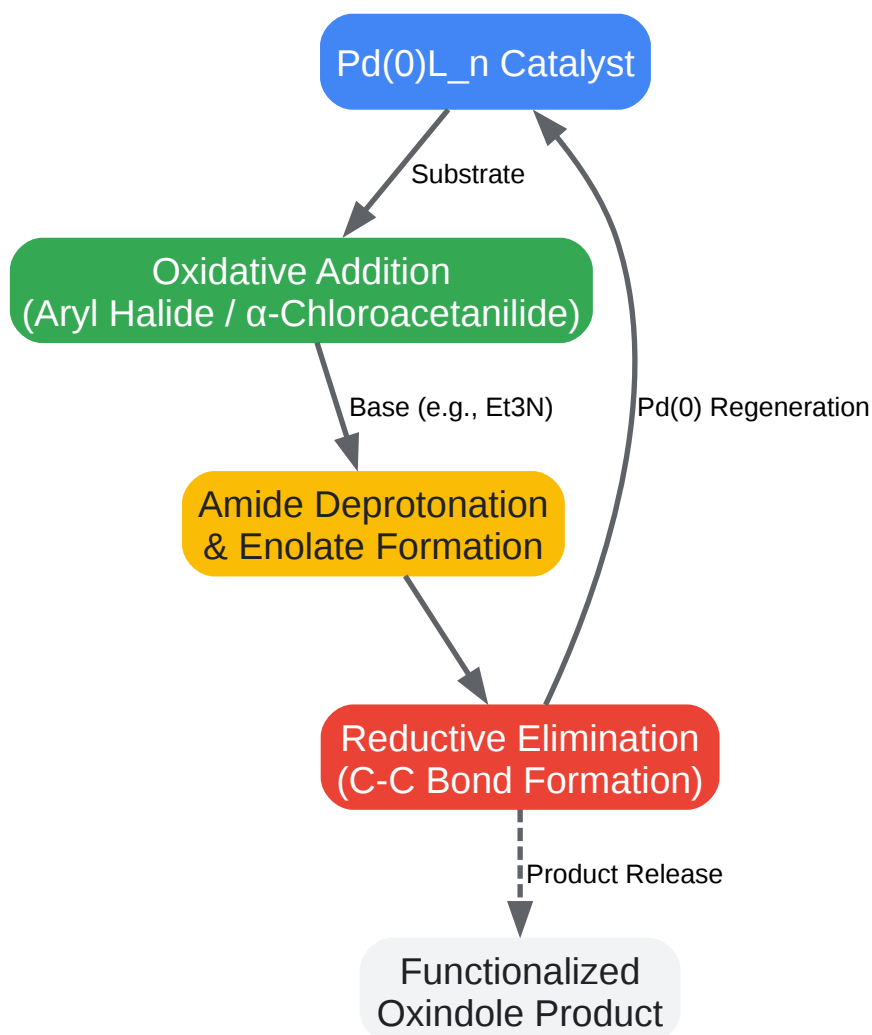 Pd(0)L_n Catalyst
Substrate
Oxidative Addition
(Aryl Halide / α-Chloroacetanilide)
Base (e.g., Et3N)
Pd(0) Regeneration
Amide Deprotonation
& Enolate Formation
Reductive Elimination
(C-C Bond Formation)
Product Release
Functionalized
Oxindole Product